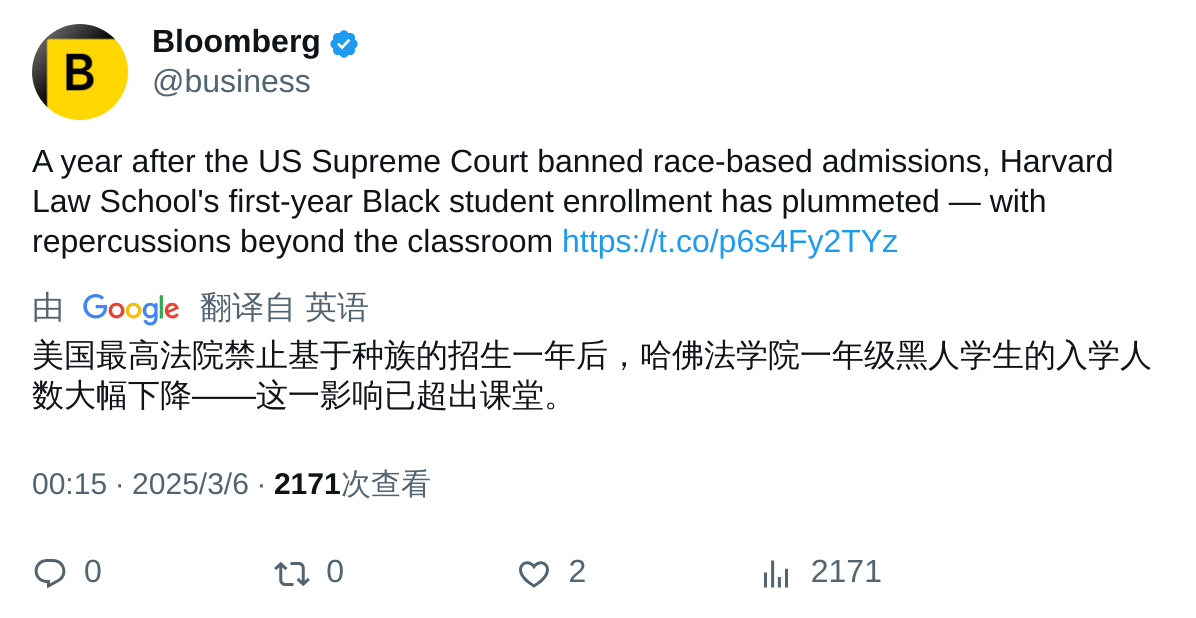 B
Bloomberg
@business
A year after the US Supreme Court banned race-based admissions, Harvard
Law School's first-year Black student enrollment has plummeted — with
repercussions beyond the classroom https://t.co/p6s4Fy2TYz
由 Google 翻译自 英语
美国最高法院禁止基于种族的招生一年后，哈佛法学院一年级黑人学生的入学人
数大幅下降——这一影响已超出课堂。
00:15 · 2025/3/6 · 2171次查看
0 0 2 2171